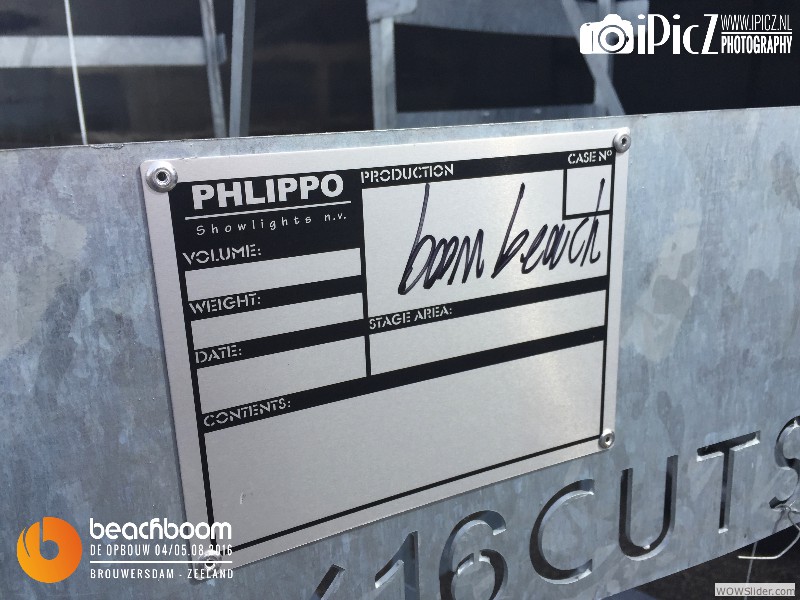 iPicZ WWW.IPICZ.NL
PHOTOGRAPHY
PHLIPPO
Showlights n.v.
PRODUCTION
CASE Nº
boom beach
VOLUME:
WEIGHT:
STAGE AREA:
DATE:
CONTENTS:
16CUTS
beachboom
DE OPBOUW 04/05.08.2016
BROUWERSDAM - ZEELAND
WOWSlider.com